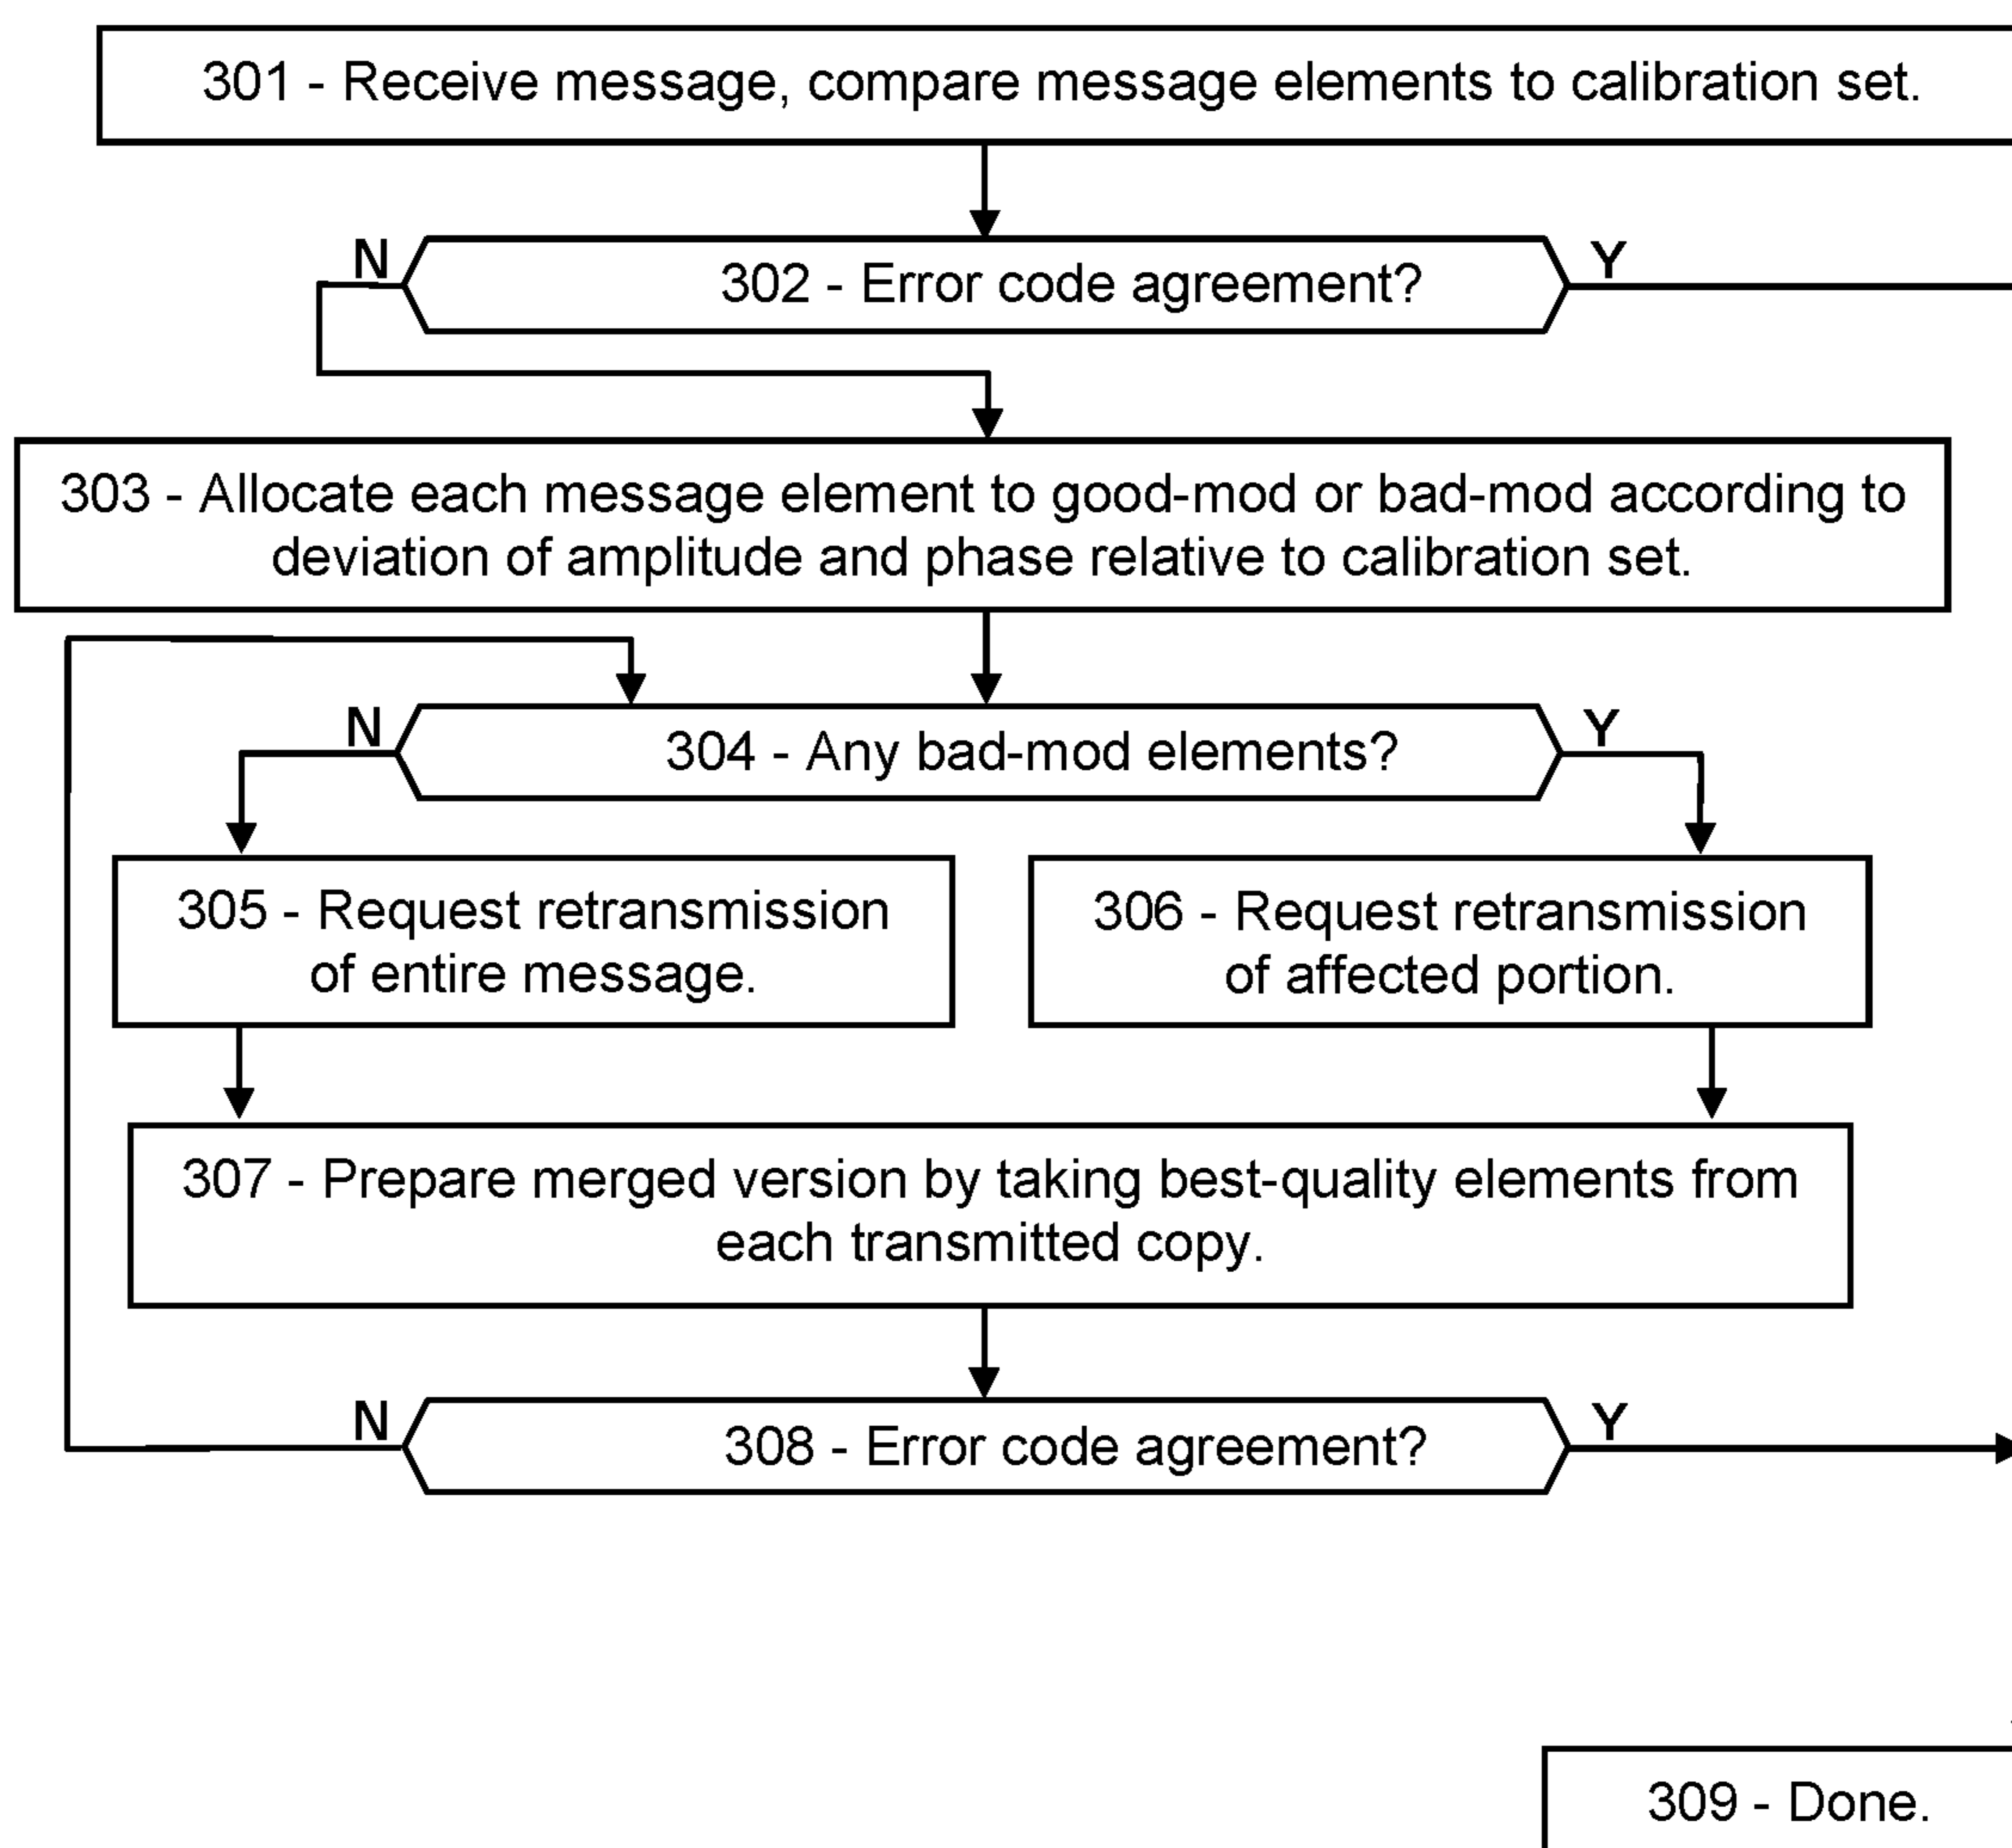 301 - Receive message, compare message elements to calibration set.
N
Y
302 - Error code agreement?
303 - Allocate each message element to good-mod or bad-mod according to
deviation of amplitude and phase relative to calibration set.
N
Y
304 - Any bad-mod elements?
305 - Request retransmission
of entire message.
306 - Request retransmission
of affected portion.
307 - Prepare merged version by taking best-quality elements from
each transmitted copy.
N
Y
308 - Error code agreement?
309 - Done.